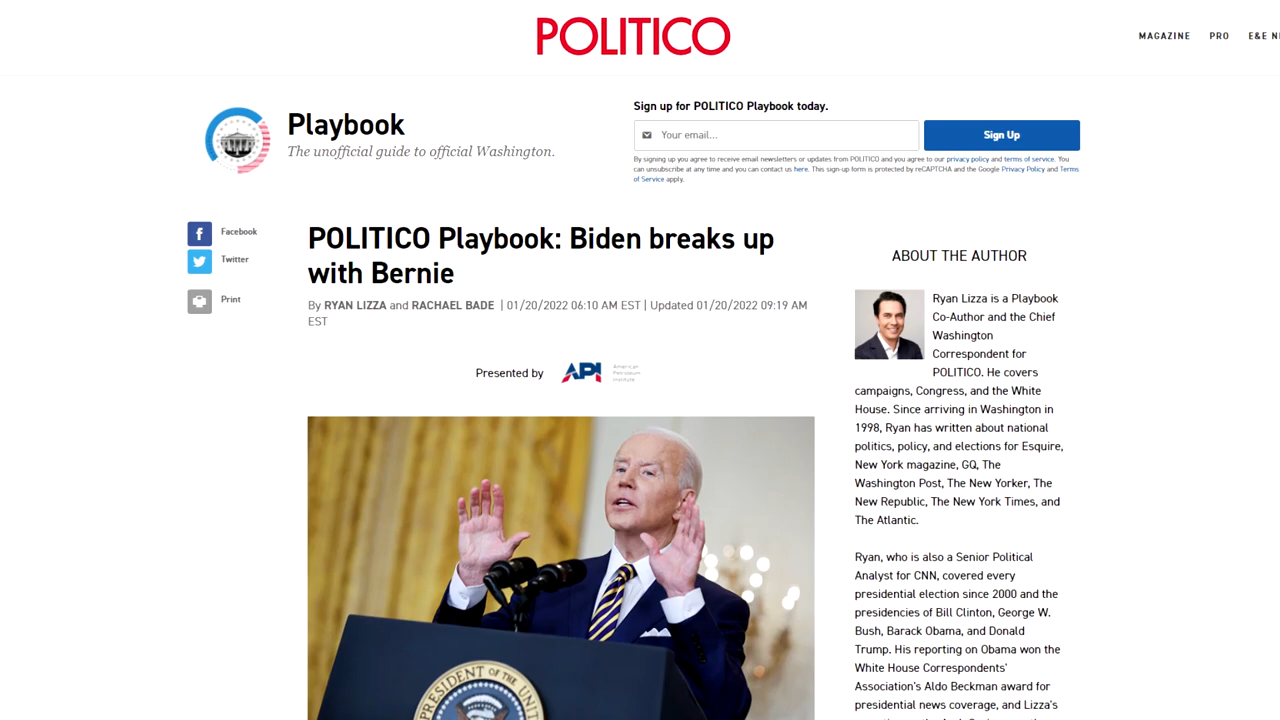 POLITICO
MAGAZINE PRO E&E
Playbook
The unofficial guide to official Washington.
Sign up for POLITICO Playbook today.
Your email...
Sign Up
By signing up you agree to receive email newsletters or updates from POLITICO and you agree to our privacy policy and terms of service. You
can unsubscribe at any time and you can contact us here. This sign-up form is protected by reCAPTCHA and the Google Privacy Policy and Terms
of Service apply.
Facebook
Twitter
Print
POLITICO Playbook: Biden breaks up
with Bernie
By RYAN LIZZA and RACHAEL BADE | 01/20/2022 06:10 AM EST | Updated 01/20/2022 09:19 AM
EST
Presented by
API
American
Petroleum
Institute
PRESIDENT OF THE
UNIT
ABOUT THE AUTHOR
Ryan Lizza is a Playbook
Co-Author and the Chief
Washington
Correspondent for
POLITICO. He covers
campaigns, Congress, and the White
House. Since arriving in Washington in
1998, Ryan has written about national
politics, policy, and elections for Esquire,
New York magazine, GQ, The
Washington Post, The New Yorker, The
New Republic, The New York Times, and
The Atlantic.
Ryan, who is also a Senior Political
Analyst for CNN, covered every
presidential election since 2000 and the
presidencies of Bill Clinton, George W.
Bush, Barack Obama, and Donald
Trump. His reporting on Obama won the
White House Correspondents'
Association's Aldo Beckman award for
presidential news coverage, and Lizza's